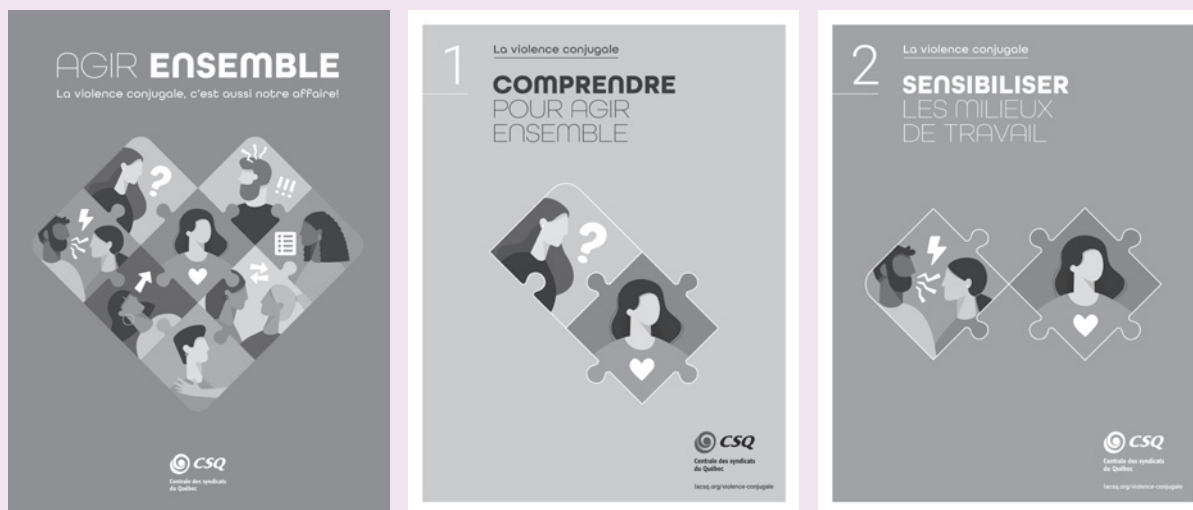 AGIR ENSEMBLE
La violence conjugale, c'est aussi notre affaire!
?
!!!
CSQ
Centrale des syndicats
du Québec
1
La violence conjugale
COMPRENDRE
POUR AGIR
ENSEMBLE
?
CSQ
Centrale des syndicats
du Québec
lacsq.org/violence-conjugale
2
La violence conjugale
SENSIBILISER
LES MILIEUX
DE TRAVAIL
CSQ
Centrale des syndicats
du Québec
lacsq.org/violence-conjugale